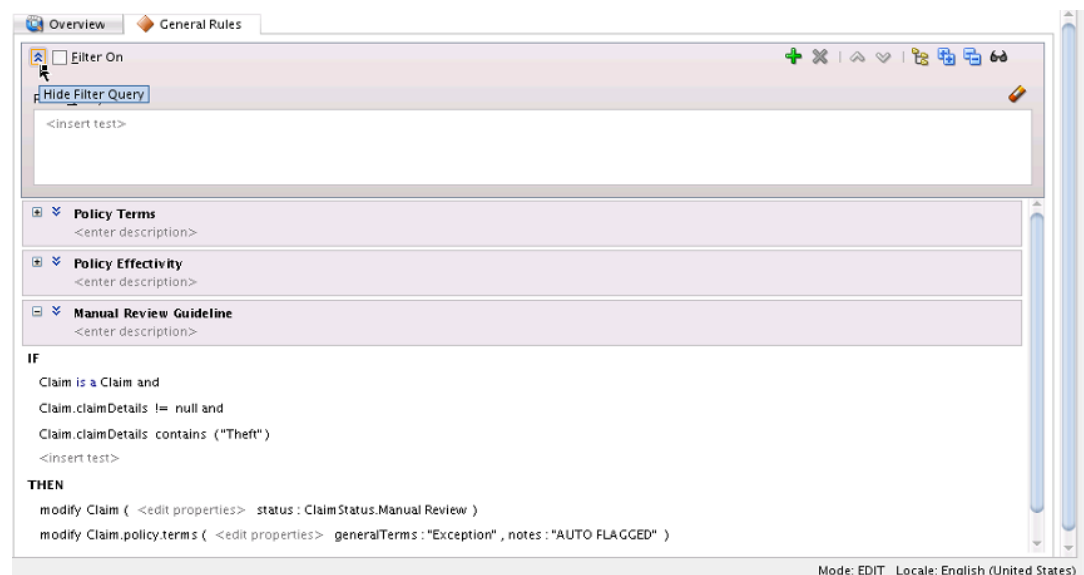 Overview
General Rules
Filter On
Hide Filter Query
<insert test>
Policy Terms
<enter description>
Policy Effectivity
<enter description>
Manual Review Guideline
<enter description>
IF
Claim is a Claim and
Claim.claimDetails != null and
Claim.claimDetails contains ("Theft")
<insert test>
THEN
modify Claim ( <edit properties> status : ClaimStatus.Manual Review )
modify Claim.policy.terms ( <edit properties> generalTerms : "Exception" , notes : "AUTO FLAGGED" )
Mode: EDIT Locale: English (United States)